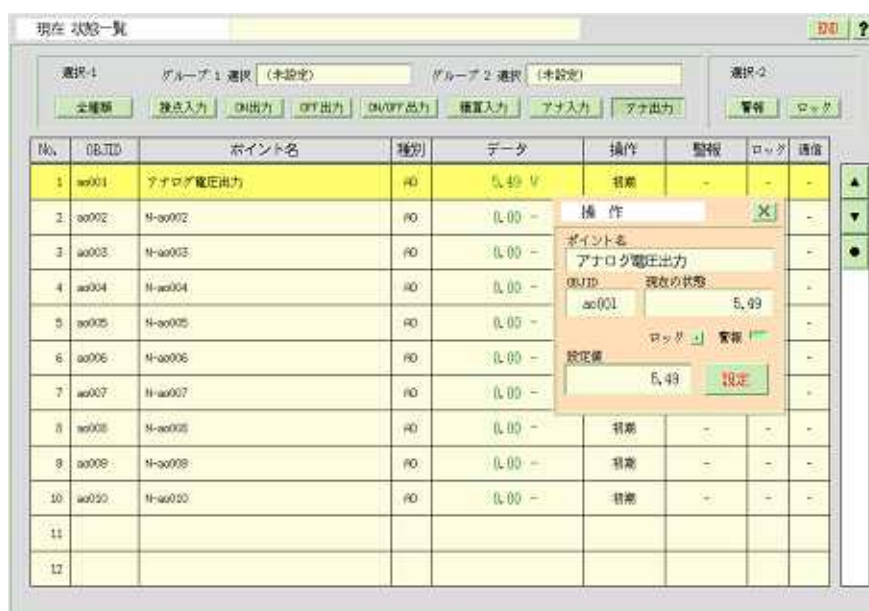 現在 状態一覧
END ?
選択-1 グループ 1 選択 (未設定) グループ 2 選択 (未設定) 選択-2
全種類 接点入力 ON出力 OFF出力 ON/OFF出力 積算入力 アナ入力 アナ出力 警報 ロック
No. OBJID ポイント名 種別 データ 操作 警報 ロック 通信
1 ao001 アナログ電圧出力 AO 5.49 V 初期 - - -
2 ao002 N-ao002 AO 0.00 - -
3 ao003 N-ao003 AO 0.00 - -
4 ao004 N-ao004 AO 0.00 - -
5 ao005 N-ao005 AO 0.00 - -
6 ao006 N-ao006 AO 0.00 - -
7 ao007 N-ao007 AO 0.00 - -
8 ao008 N-ao008 AO 0.00 - 初期 - - -
9 ao009 N-ao009 AO 0.00 - 初期 - - -
10 ao010 N-ao010 AO 0.00 - 初期 - - -
11
12
操 作
ポイント名
アナログ電圧出力
OBJID 現在の状態
ao001 5.49
ロック 警報
設定値
5.49 設定